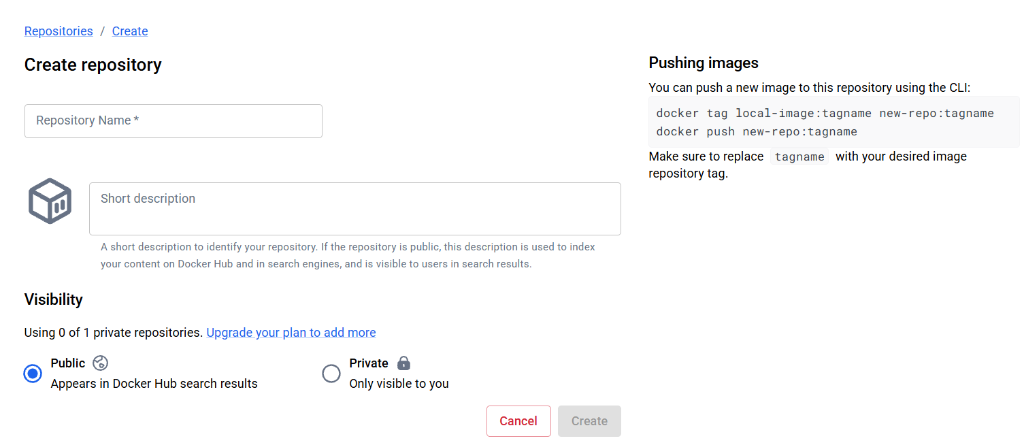 Repositories / Create
Create repository
Repository Name *
Short description
A short description to identify your repository. If the repository is public, this description is used to index
your content on Docker Hub and in search engines, and is visible to users in search results.
Visibility
Using 0 of 1 private repositories. Upgrade your plan to add more
Public
Appears in Docker Hub search results
Private
Only visible to you
Cancel
Create
Pushing images
You can push a new image to this repository using the CLI:
docker tag local-image:tagname new-repo:tagname
docker push new-repo:tagname
Make sure to replace tagname with your desired image
repository tag.